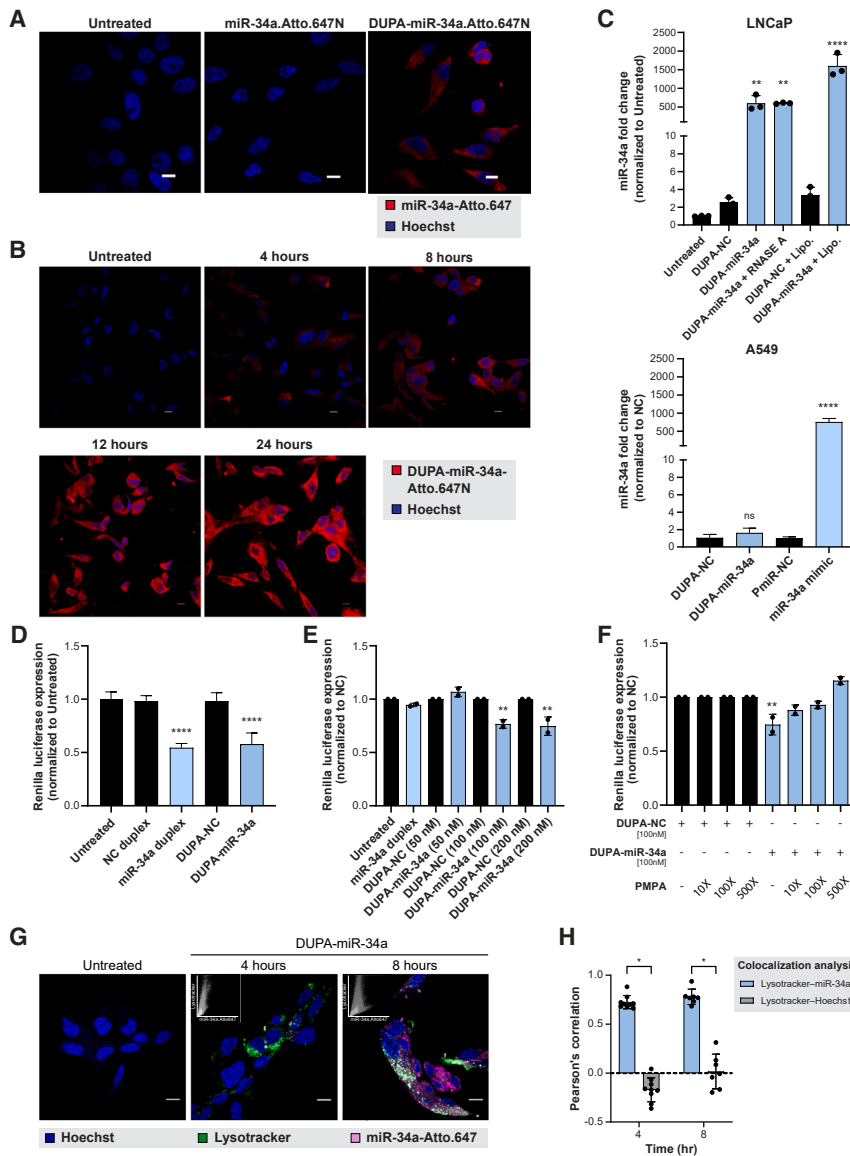 A
Untreated
miR-34a.Atto.647N
DUPA-miR-34a.Atto.647N
miR-34a-Atto.647
Hoechst
B
Untreated
4 hours
8 hours
12 hours
24 hours
DUPA-miR-34a-
Atto.647N
Hoechst
C
LNCaP
miR-34a fold change
(normalized to Untreated)
2500
2000
1500
1000
500
10
8
6
4
2
0
**
**
****
Untreated
DUPA-NC
DUPA-miR-34a
DUPA-miR-34a + RNASE A
DUPA-NC + Lipo.
DUPA-miR-34a + Lipo.
A549
miR-34a fold change
(normalized to NC)
2500
2000
1500
1000
500
10
8
6
4
2
0
ns
****
DUPA-NC
DUPA-miR-34a
PmiR-NC
miR-34a mimic
D
Renilla luciferase expression
(normalized to Untreated)
1.5
1.0
0.5
0.0
****
****
Untreated
NC duplex
miR-34a duplex
DUPA-NC
DUPA-miR-34a
E
Renilla luciferase expression
(normalized to NC)
1.5
1.0
0.5
0.0
**
**
Untreated
miR-34a duplex
DUPA-NC (50 nM)
DUPA-miR-34a (50 nM)
DUPA-NC (100 nM)
DUPA-miR-34a (100 nM)
DUPA-NC (200 nM)
DUPA-miR-34a (200 nM)
F
Renilla luciferase expression
(normalized to NC)
1.5
1.0
0.5
0.0
**
DUPA-NC + + + + - - - -
[100nM]
DUPA-miR-34a - - - - + + + +
[100nM]
PMPA - 10X 100X 500X - 10X 100X 500X
G
DUPA-miR-34a
Untreated
4 hours
8 hours
Lysotracker
miR-34a.Atto647
Lysotracker
miR-34a.Atto647
Hoechst
Lysotracker
miR-34a-Atto.647
H
Pearson's correlation
1.0
0.5
0.0
-0.5
*
*
4
8
Time (hr)
Colocalization analysis
Lysotracker–miR-34a
Lysotracker–Hoechst